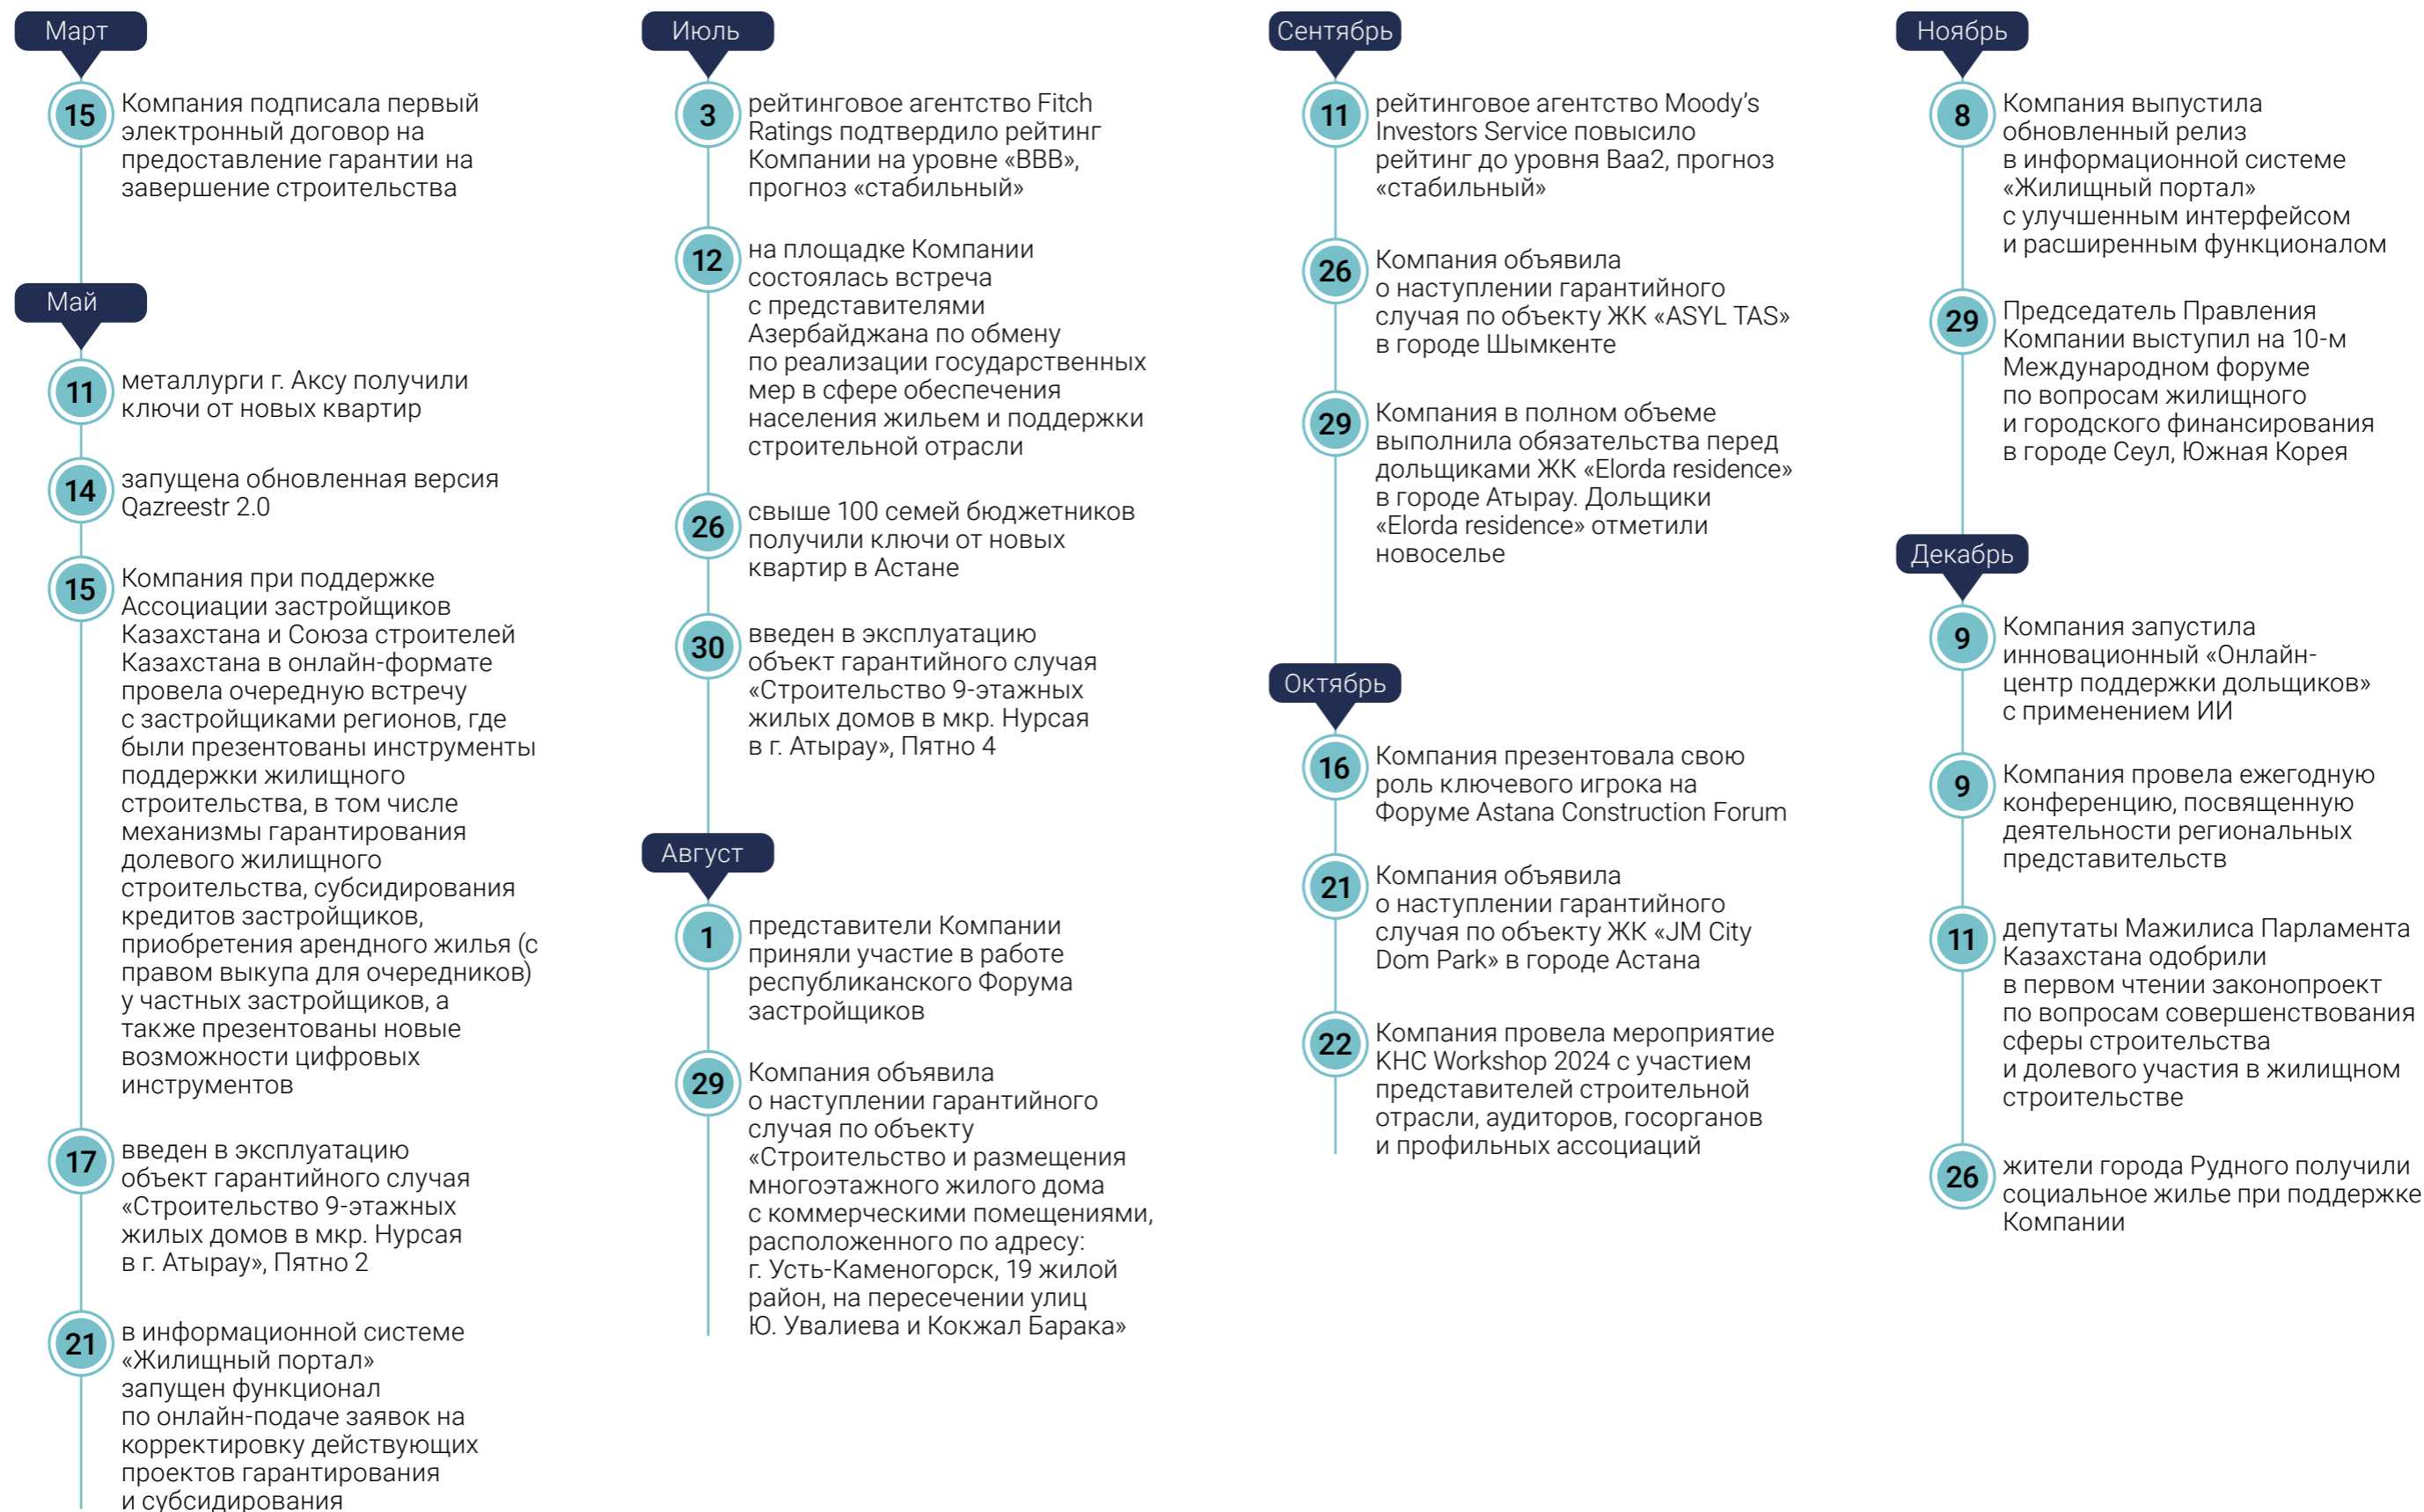 Март
15
Компания подписала первый
электронный договор на
предоставление гарантии на
завершение строительства
Май
11
металлурги г. Аксу получили
ключи от новых квартир
14
запущена обновленная версия
Qazreestr 2.0
15
Компания при поддержке
Ассоциации застройщиков
Казахстана и Союза строителей
Казахстана в онлайн-формате
провела очередную встречу
с застройщиками регионов, где
были презентованы инструменты
поддержки жилищного
строительства, в том числе
механизмы гарантирования
долевого жилищного
строительства, субсидирования
кредитов застройщиков,
приобретения арендного жилья (с
правом выкупа для очередников)
у частных застройщиков, а
также презентованы новые
возможности цифровых
инструментов
17
введен в эксплуатацию
объект гарантийного случая
«Строительство 9-этажных
жилых домов в мкр. Нурсая
в г. Атырау», Пятно 2
21
в информационной системе
«Жилищный портал»
запущен функционал
по онлайн-подаче заявок на
корректировку действующих
проектов гарантирования
и субсидирования
Июль
3
рейтинговое агентство Fitch
Ratings подтвердило рейтинг
Компании на уровне «BBB»,
прогноз «стабильный»
12
на площадке Компании
состоялась встреча
с представителями
Азербайджана по обмену
по реализации государственных
мер в сфере обеспечения
населения жильем и поддержки
строительной отрасли
26
свыше 100 семей бюджетников
получили ключи от новых
квартир в Астане
30
введен в эксплуатацию
объект гарантийного случая
«Строительство 9-этажных
жилых домов в мкр. Нурсая
в г. Атырау», Пятно 4
Август
1
представители Компании
приняли участие в работе
республиканского Форума
застройщиков
29
Компания объявила
о наступлении гарантийного
случая по объекту
«Строительство и размещения
многоэтажного жилого дома
с коммерческими помещениями,
расположенного по адресу:
г. Усть-Каменогорск, 19 жилой
район, на пересечении улиц
Ю. Увалиева и Кокжал Барака»
Сентябрь
11
рейтинговое агентство Moody’s
Investors Service повысило
рейтинг до уровня Baa2, прогноз
«стабильный»
26
Компания объявила
о наступлении гарантийного
случая по объекту ЖК «ASYL TAS»
в городе Шымкенте
29
Компания в полном объеме
выполнила обязательства перед
дольщиками ЖК «Elorda residence»
в городе Атырау. Дольщики
«Elorda residence» отметили
новоселье
Октябрь
16
Компания презентовала свою
роль ключевого игрока на
Форуме Astana Construction Forum
21
Компания объявила
о наступлении гарантийного
случая по объекту ЖК «JM City
Dom Park» в городе Астана
22
Компания провела мероприятие
KHC Workshop 2024 с участием
представителей строительной
отрасли, аудиторов, госорганов
и профильных ассоциаций
Ноябрь
8
Компания выпустила
обновленный релиз
в информационной системе
«Жилищный портал»
с улучшенным интерфейсом
и расширенным функционалом
29
Председатель Правления
Компании выступил на 10-м
Международном форуме
по вопросам жилищного
и городского финансирования
в городе Сеул, Южная Корея
Декабрь
9
Компания запустила
инновационный «Онлайн-
центр поддержки дольщиков»
с применением ИИ
9
Компания провела ежегодную
конференцию, посвященную
деятельности региональных
представительств
11
депутаты Мажилиса Парламента
Казахстана одобрили
в первом чтении законопроект
по вопросам совершенствования
сферы строительства
и долевого участия в жилищном
строительстве
26
жители города Рудного получили
социальное жилье при поддержке
Компании